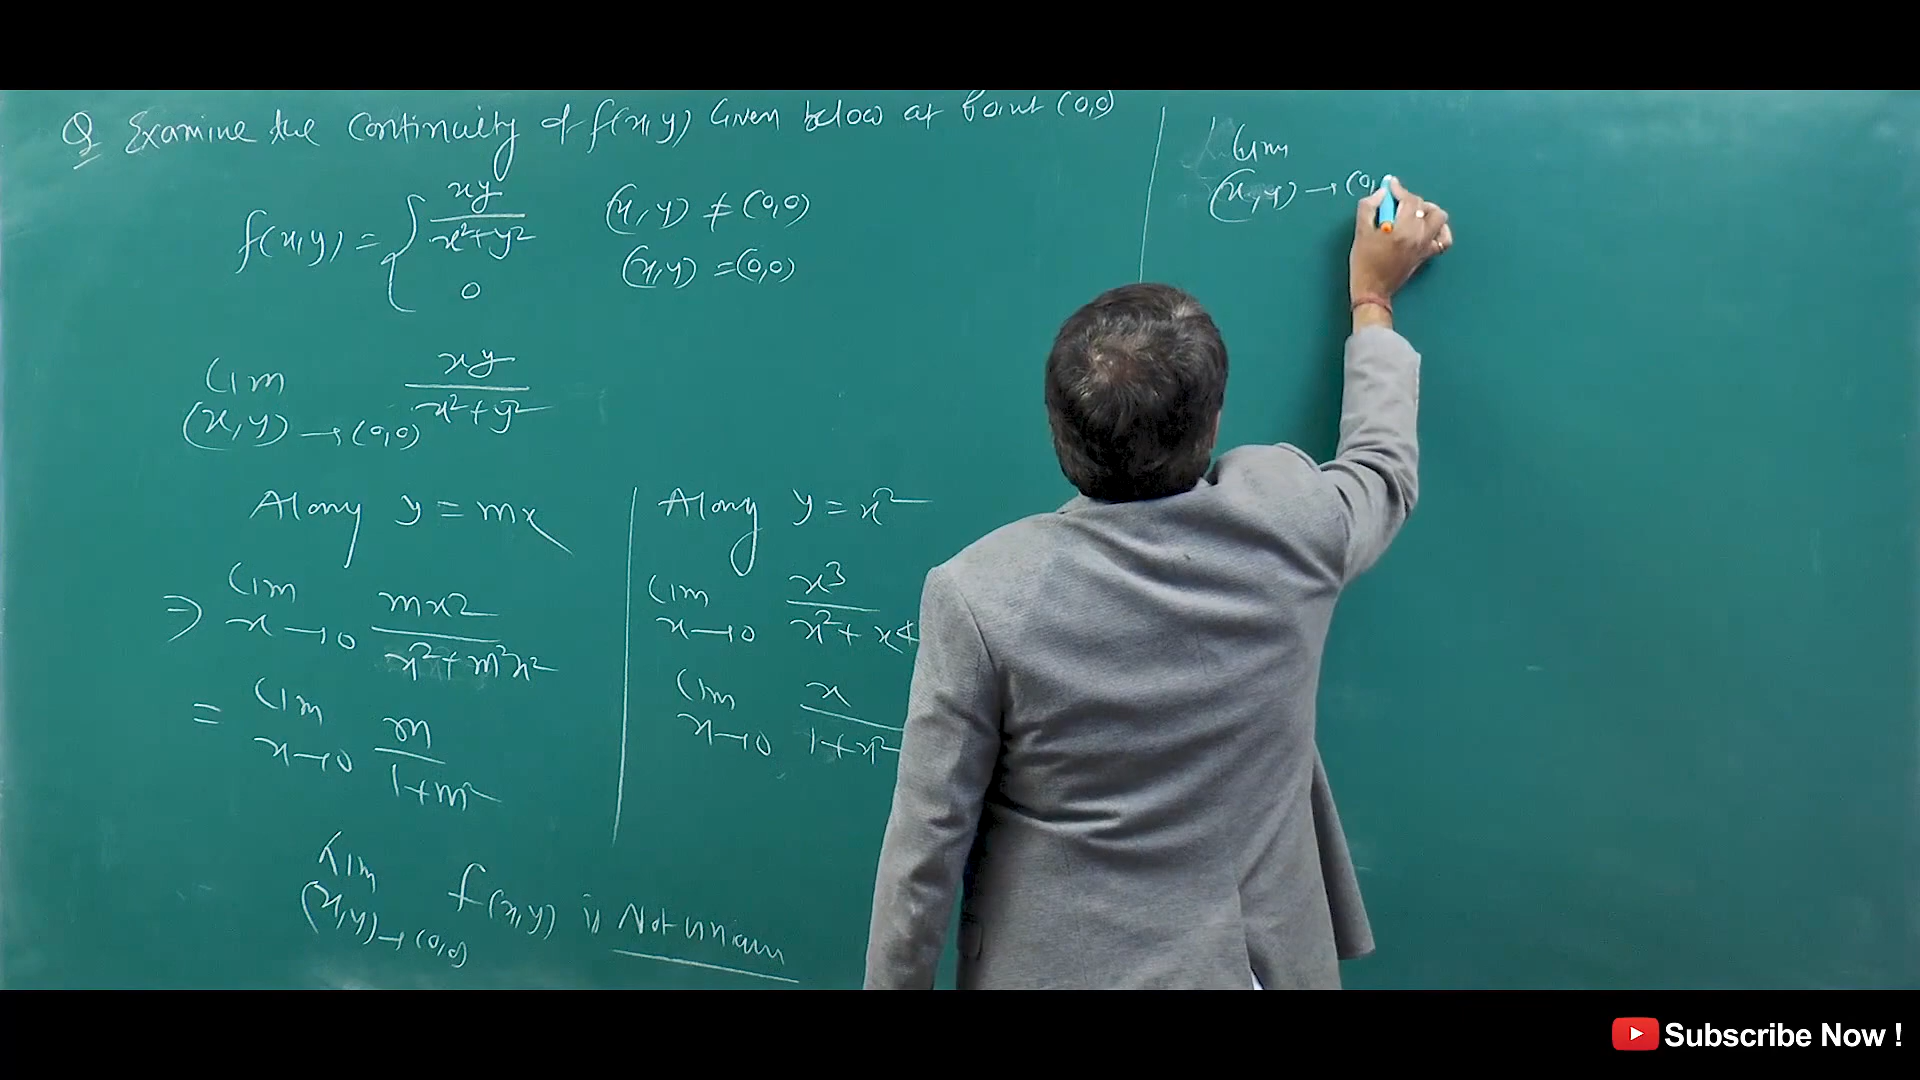 Q Examine the Continuity of f(x,y) Given below at Point (0,0)
f(x,y) = { xy / x²+y² (x,y) ≠ (0,0)
0 (x,y) = (0,0)
Lim (x,y) → (0,0) xy / x²+y²
Along y = mx
⇒ Lim x→0 mx2 / x²+m²x²
= Lim x→0 m / 1+m²
Along y = x²
Lim x→0 x3 / x²+x4
Lim x→0 x / 1+x²
Lim (x,y) → (0,0) f(x,y) is Not
Lim
(x,y) → (0,
Subscribe Now !